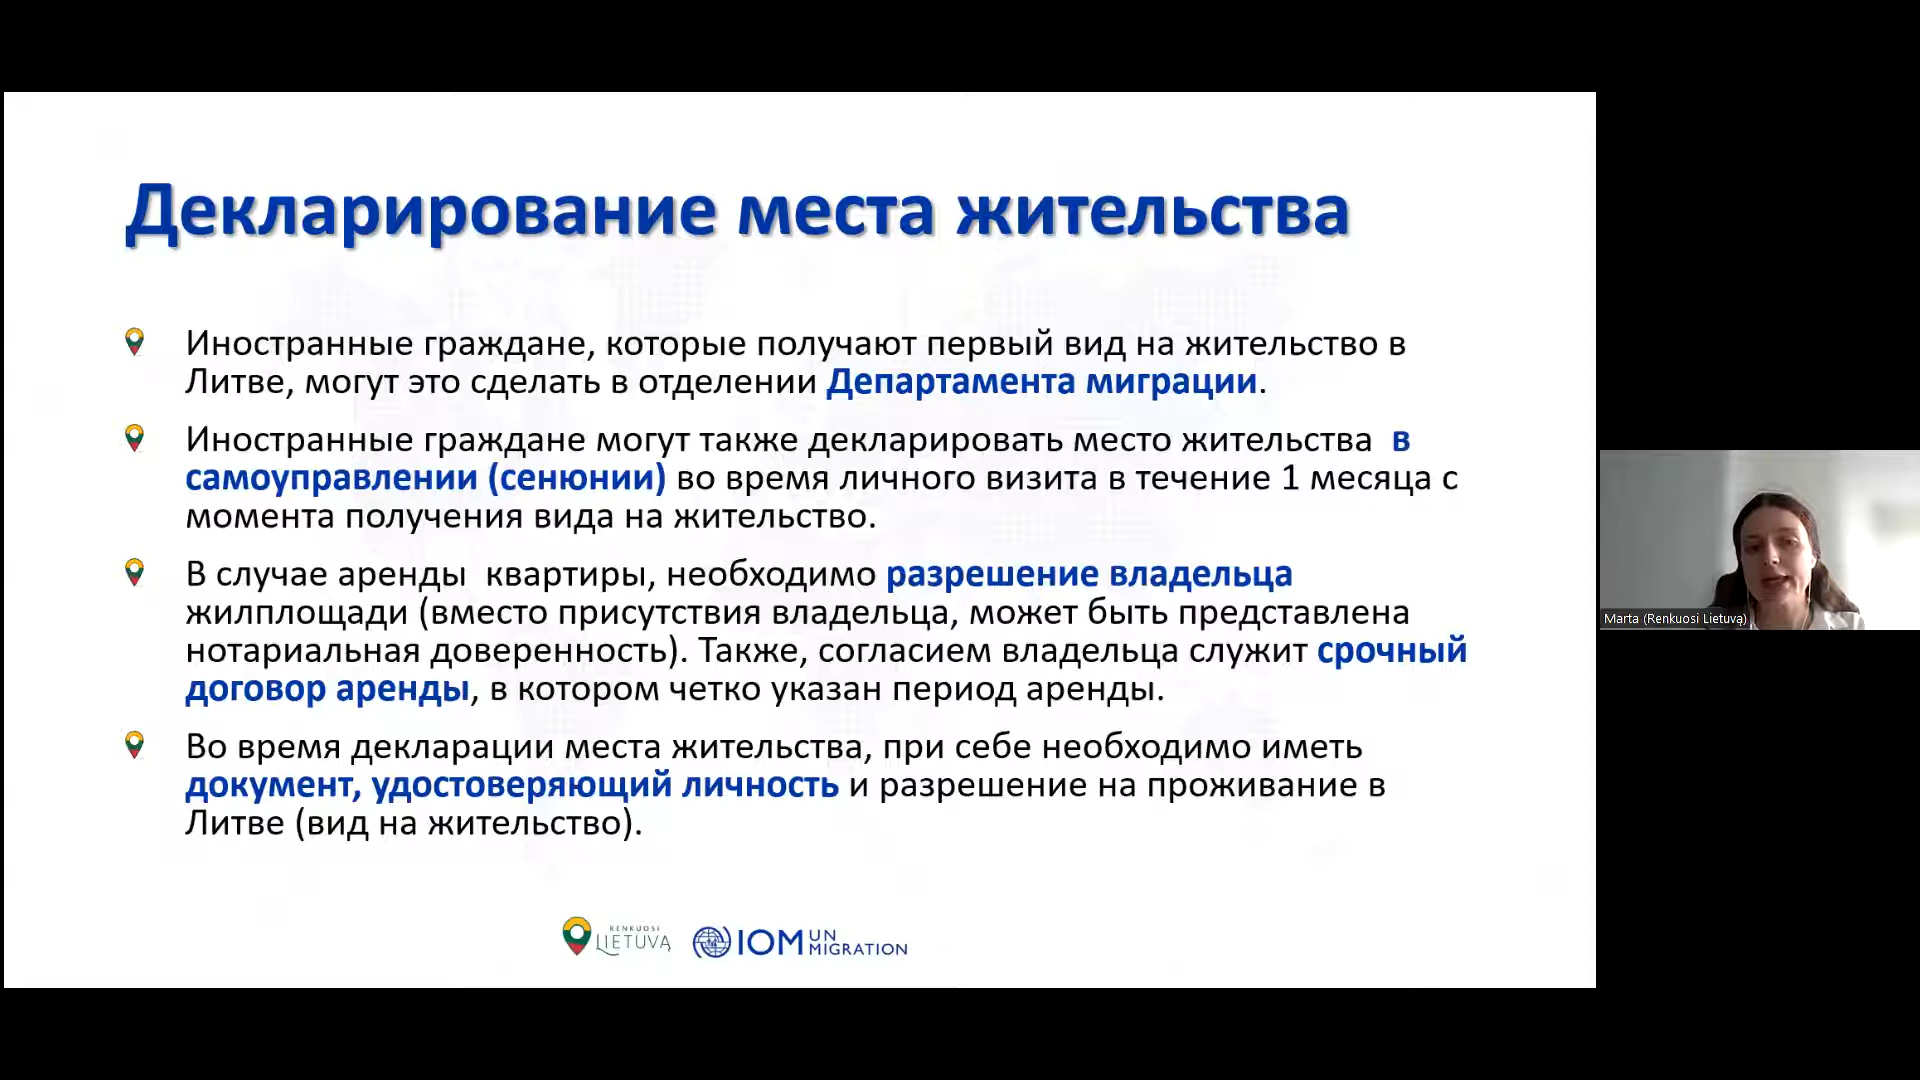 Декларирование места жительства
Иностранные граждане, которые получают первый вид на жительство в
Литве, могут это сделать в отделении Департамента миграции.
Иностранные граждане могут также декларировать место жительства  в
самоуправлении (сенюнии) во время личного визита в течение 1 месяца с
момента получения вида на жительство.
В случае аренды  квартиры, необходимо разрешение владельца
жилплощади (вместо присутствия владельца, может быть представлена
нотариальная доверенность). Также, согласием владельца служит срочный
договор аренды, в котором четко указан период аренды.
Во время декларации места жительства, при себе необходимо иметь
документ, удостоверяющий личность и разрешение на проживание в
Литве (вид на жительство).
RENKUOSI
LIETUVĄ
IOM UN
MIGRATION
Marta (Renkuosi Lietuvą)